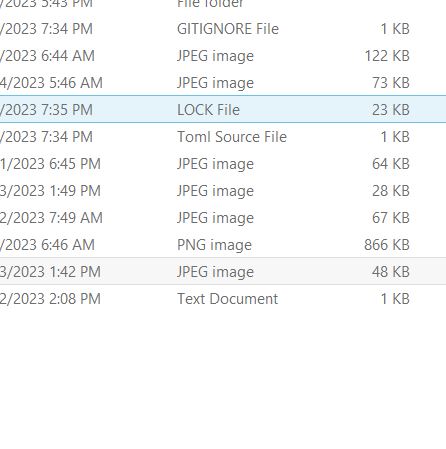 /2023 5:43 PM File folder
/2023 7:34 PM GITIGNORE File 1 KB
/2023 6:44 AM JPEG image 122 KB
4/2023 5:46 AM JPEG image 73 KB
/2023 7:35 PM LOCK File 23 KB
/2023 7:34 PM Toml Source File 1 KB
1/2023 6:45 PM JPEG image 64 KB
3/2023 1:49 PM JPEG image 28 KB
2/2023 7:49 AM JPEG image 67 KB
/2023 6:46 AM PNG image 866 KB
3/2023 1:42 PM JPEG image 48 KB
2/2023 2:08 PM Text Document 1 KB